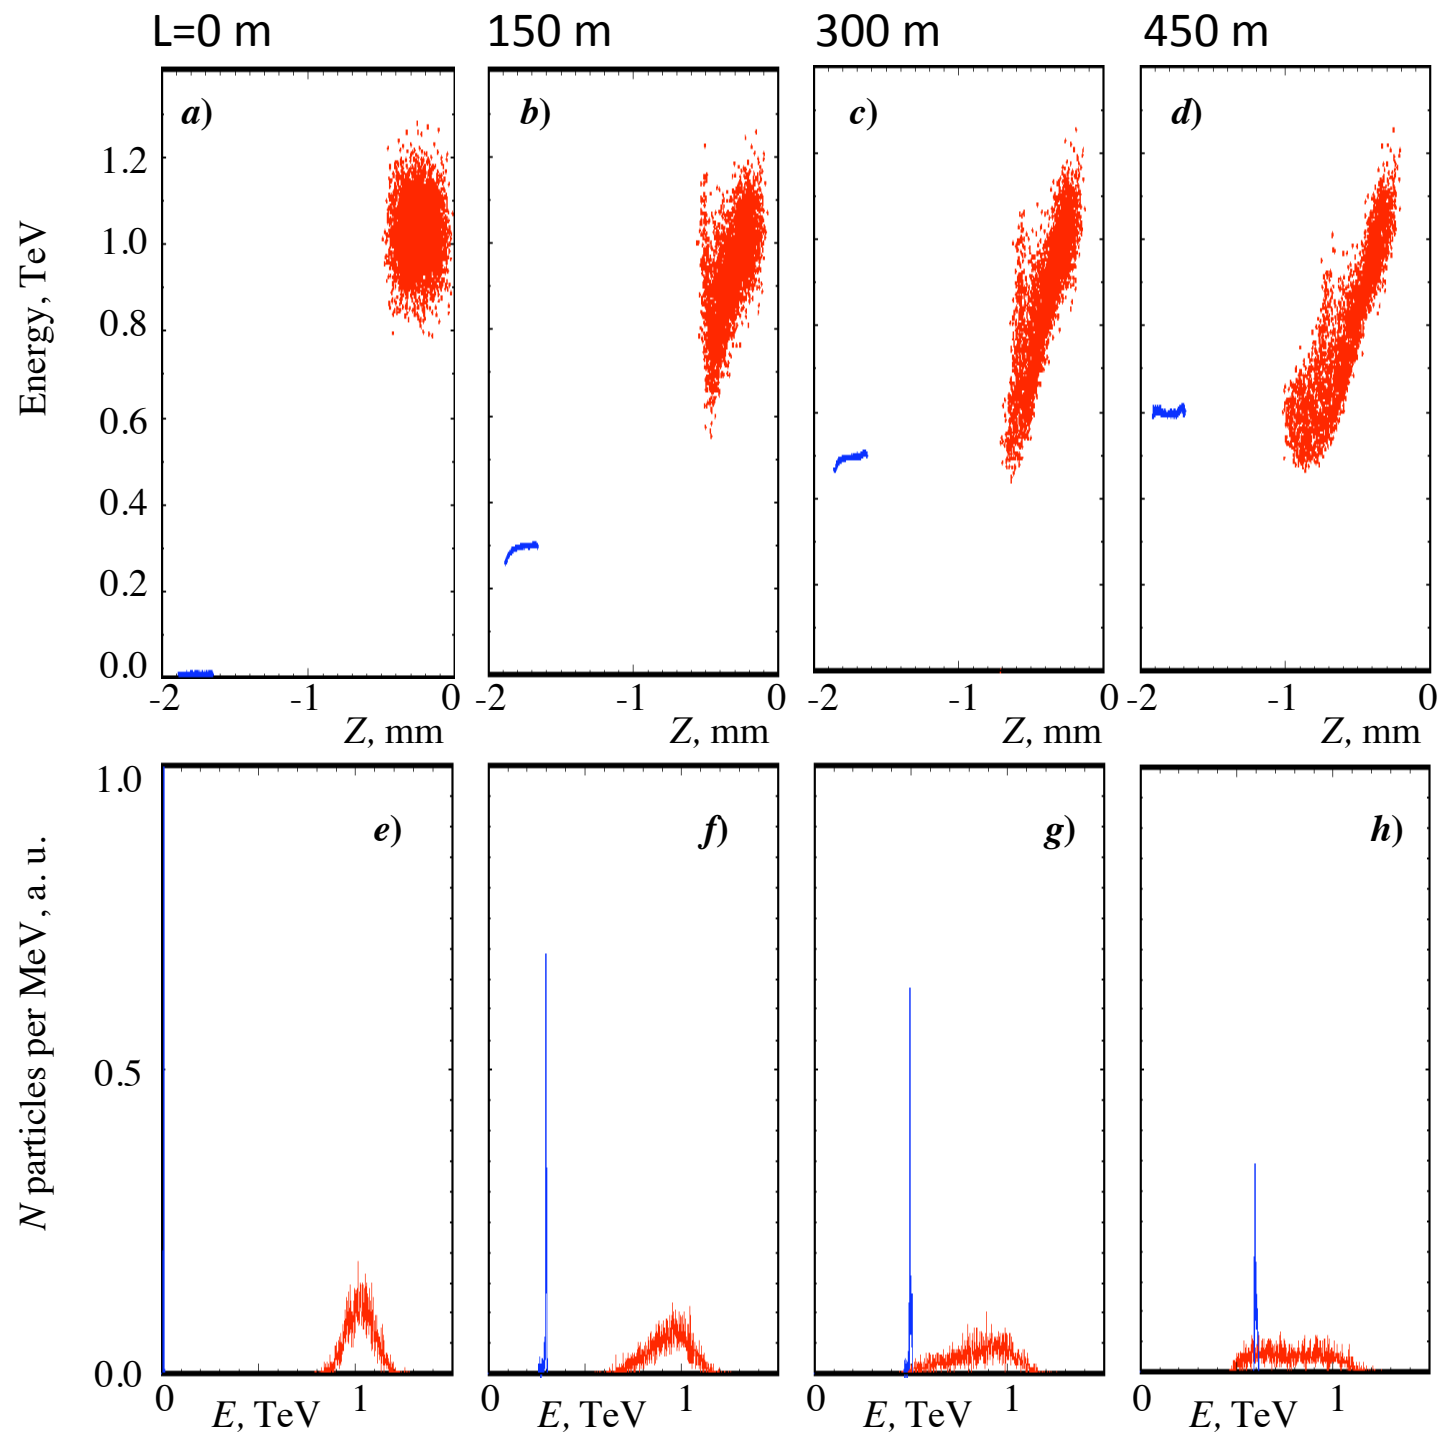 L=0 m 150 m 300 m 450 m
a) b) c) d)
Energy, TeV
1.2
1.0
0.8
0.6
0.4
0.2
0.0
-2 -1 0 -2 -1 0 -2 -1 0 -2 -1 0
Z, mm Z, mm Z, mm Z, mm
e) f) g) h)
N particles per MeV, a. u.
1.0
0.5
0.0
0 1 0 1 0 1 0 1
E, TeV E, TeV E, TeV E, TeV